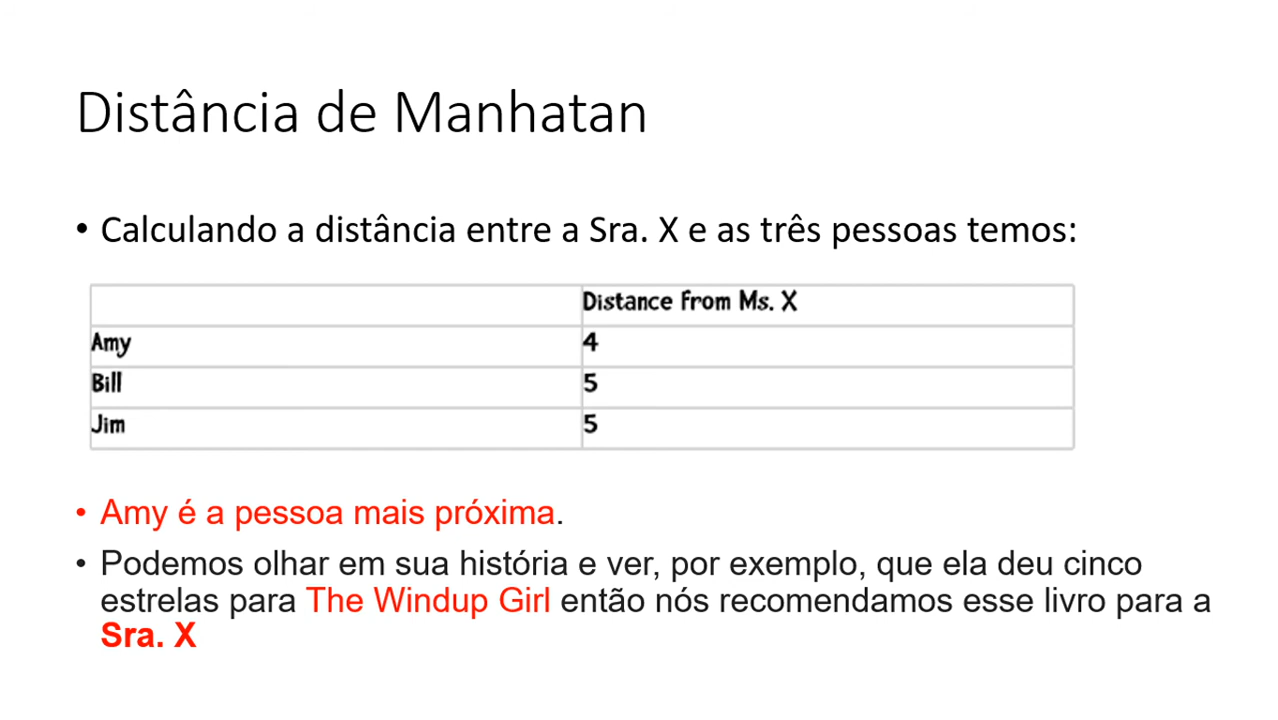 Distância de Manhatan
• Calculando a distância entre a Sra. X e as três pessoas temos:
Distance from Ms. X
Amy 4
Bill 5
Jim 5
• Amy é a pessoa mais próxima.
• Podemos olhar em sua história e ver, por exemplo, que ela deu cinco
estrelas para The Windup Girl então nós recomendamos esse livro para a
Sra. X